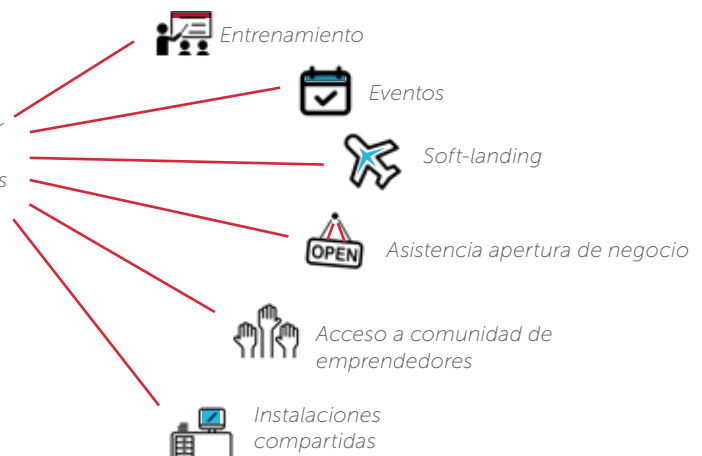 Entrenamiento
Eventos
Soft-landing
OPEN
Asistencia apertura de negocio
Acceso a comunidad de
emprendedores
Instalaciones
compartidas